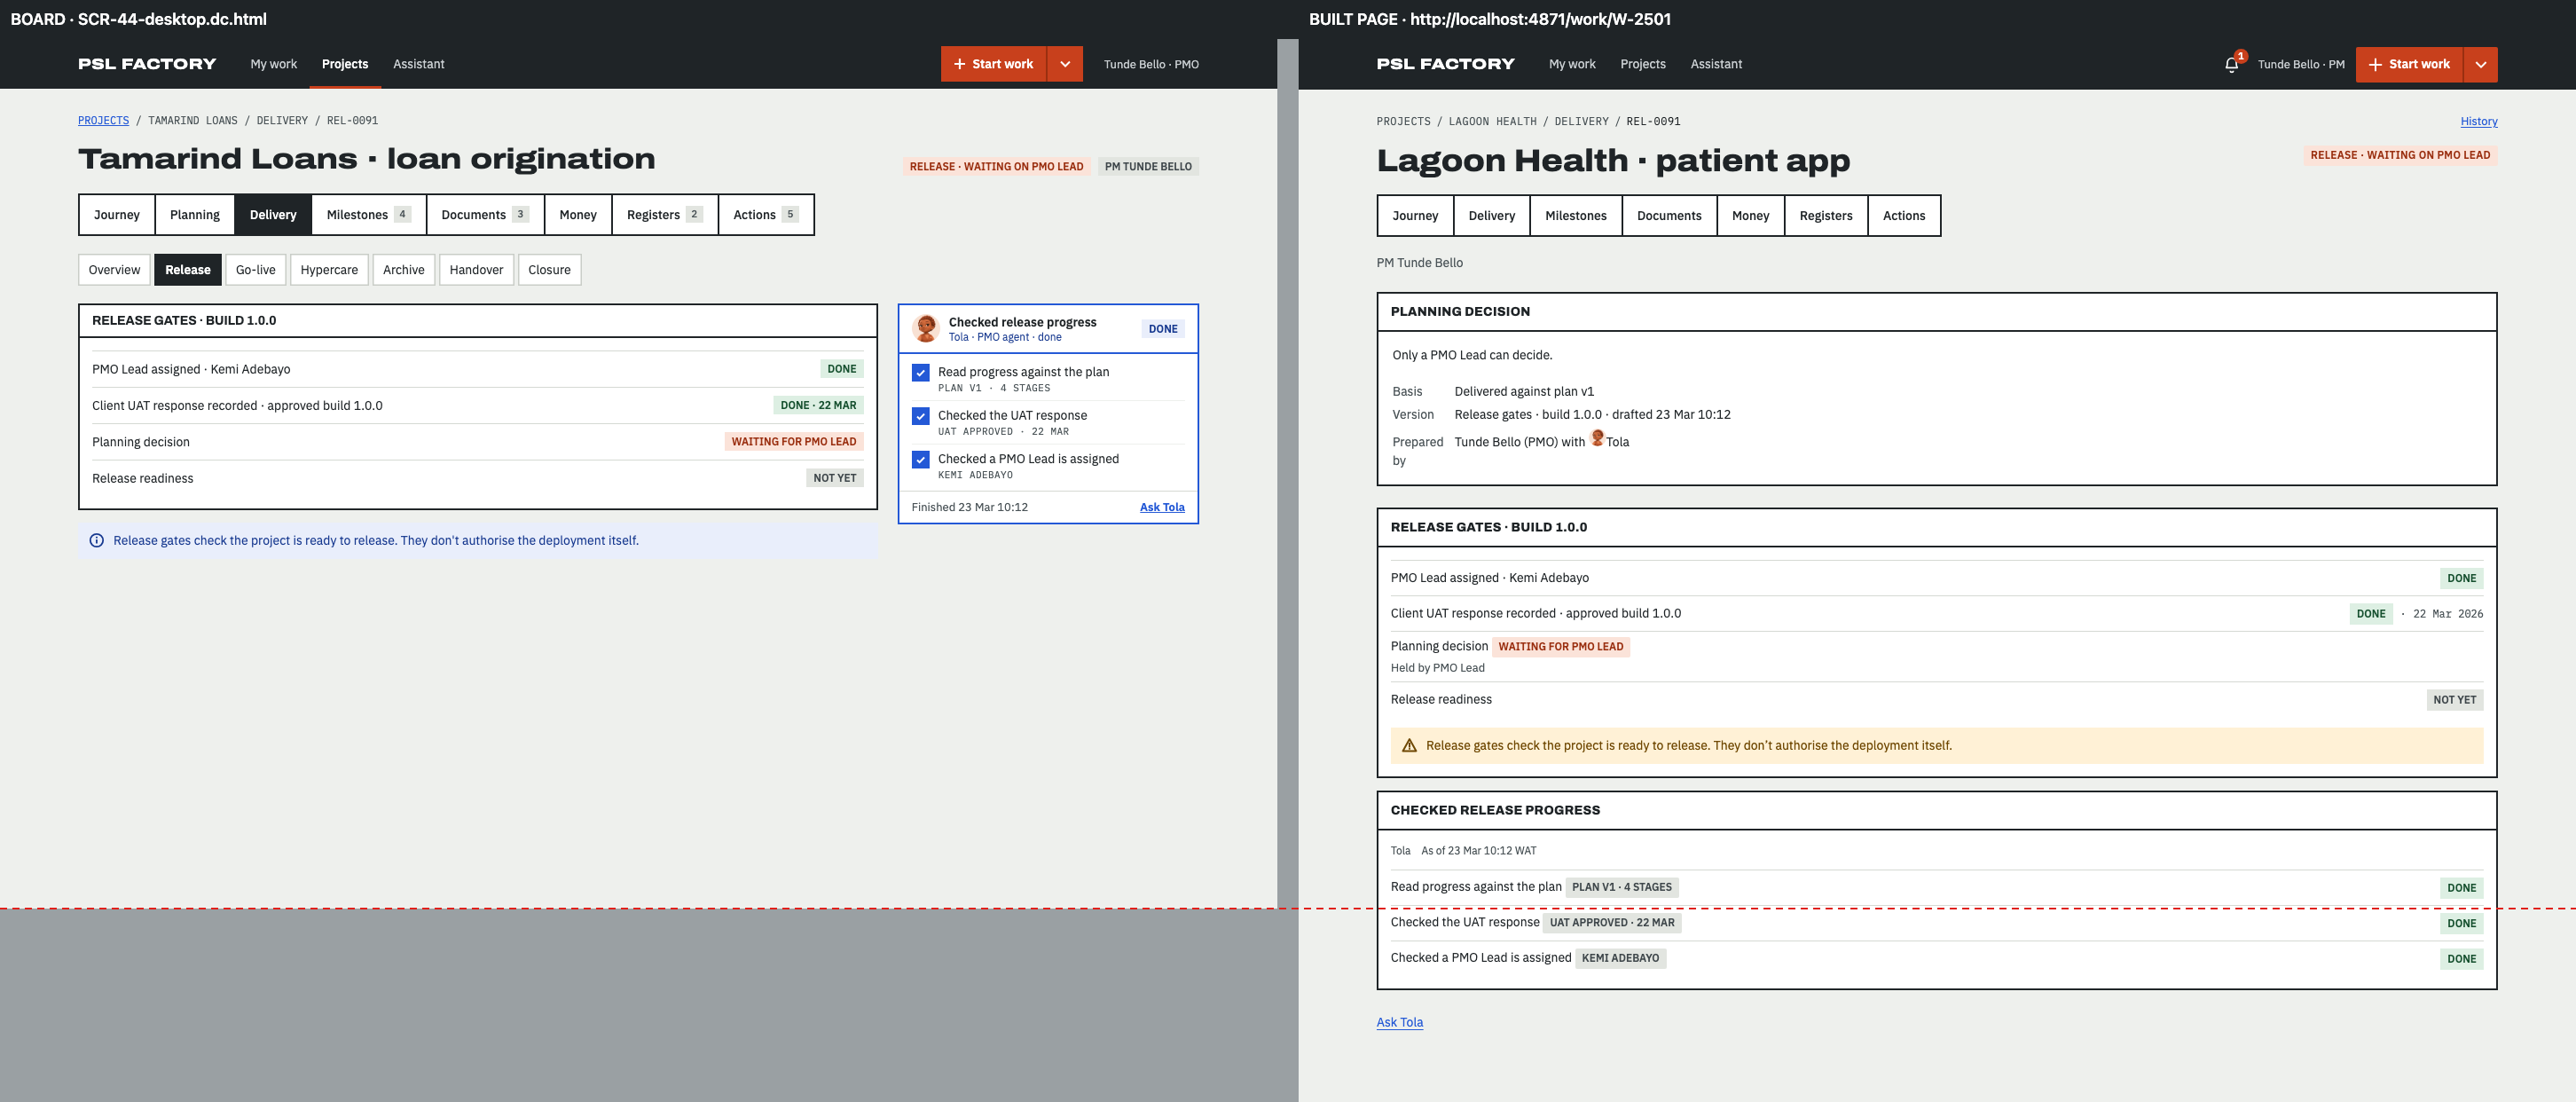 BOARD · SCR-44-desktop.dc.html
PSL FACTORY
My work
Projects
Assistant
Start work
Tunde Bello · PMO
PROJECTS / TAMARIND LOANS / DELIVERY / REL-0091
Tamarind Loans · loan origination
RELEASE · WAITING ON PMO LEAD
PM TUNDE BELLO
Journey
Planning
Delivery
Milestones 4
Documents 3
Money
Registers 2
Actions 5
Overview
Release
Go-live
Hypercare
Archive
Handover
Closure
RELEASE GATES · BUILD 1.0.0
PMO Lead assigned · Kemi Adebayo
DONE
Client UAT response recorded · approved build 1.0.0
DONE · 22 MAR
Planning decision
WAITING FOR PMO LEAD
Release readiness
NOT YET
Release gates check the project is ready to release. They don't authorise the deployment itself.
Checked release progress
Tola · PMO agent · done
DONE
Read progress against the plan
PLAN V1 · 4 STAGES
Checked the UAT response
UAT APPROVED · 22 MAR
Checked a PMO Lead is assigned
KEMI ADEBAYO
Finished 23 Mar 10:12
Ask Tola
BUILT PAGE · http://localhost:4871/work/W-2501
PSL FACTORY
My work
Projects
Assistant
1
Tunde Bello · PM
Start work
PROJECTS / LAGOON HEALTH / DELIVERY / REL-0091
History
Lagoon Health · patient app
RELEASE · WAITING ON PMO LEAD
Journey
Delivery
Milestones
Documents
Money
Registers
Actions
PM Tunde Bello
PLANNING DECISION
Only a PMO Lead can decide.
Basis Delivered against plan v1
Version Release gates · build 1.0.0 · drafted 23 Mar 10:12
Prepared by Tunde Bello (PMO) with Tola
RELEASE GATES · BUILD 1.0.0
PMO Lead assigned · Kemi Adebayo
DONE
Client UAT response recorded · approved build 1.0.0
DONE · 22 Mar 2026
Planning decision WAITING FOR PMO LEAD
Held by PMO Lead
Release readiness
NOT YET
Release gates check the project is ready to release. They don’t authorise the deployment itself.
CHECKED RELEASE PROGRESS
Tola As of 23 Mar 10:12 WAT
Read progress against the plan PLAN V1 · 4 STAGES
DONE
Checked the UAT response UAT APPROVED · 22 MAR
DONE
Checked a PMO Lead is assigned KEMI ADEBAYO
DONE
Ask Tola